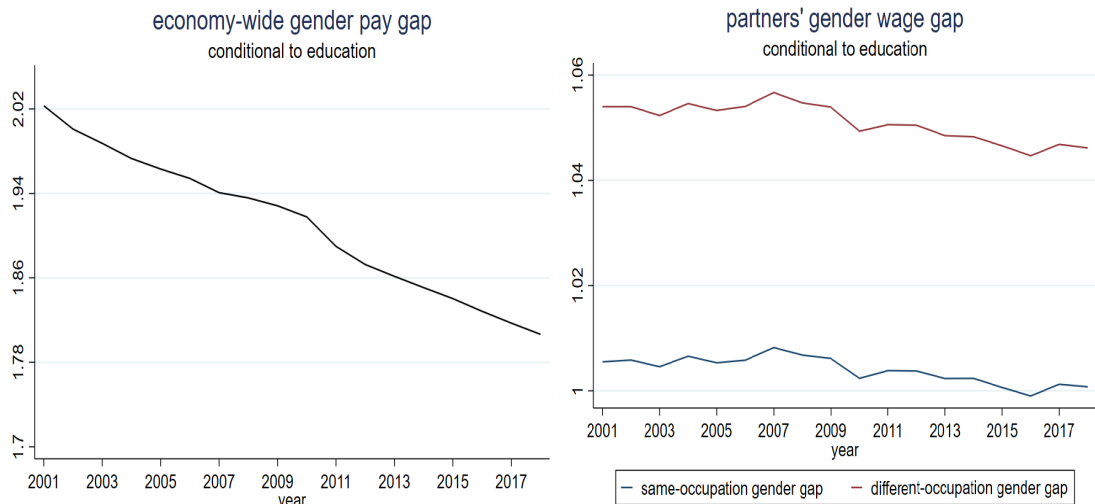 economy-wide gender pay gap
conditional to education
2.02
1.94
1.86
1.78
1.7
2001 2003 2005 2007 2009 2011 2013 2015 2017
year
partners' gender wage gap
conditional to education
1.06
1.04
1.02
1
2001 2003 2005 2007 2009 2011 2013 2015 2017
year
same-occupation gender gap different-occupation gender gap